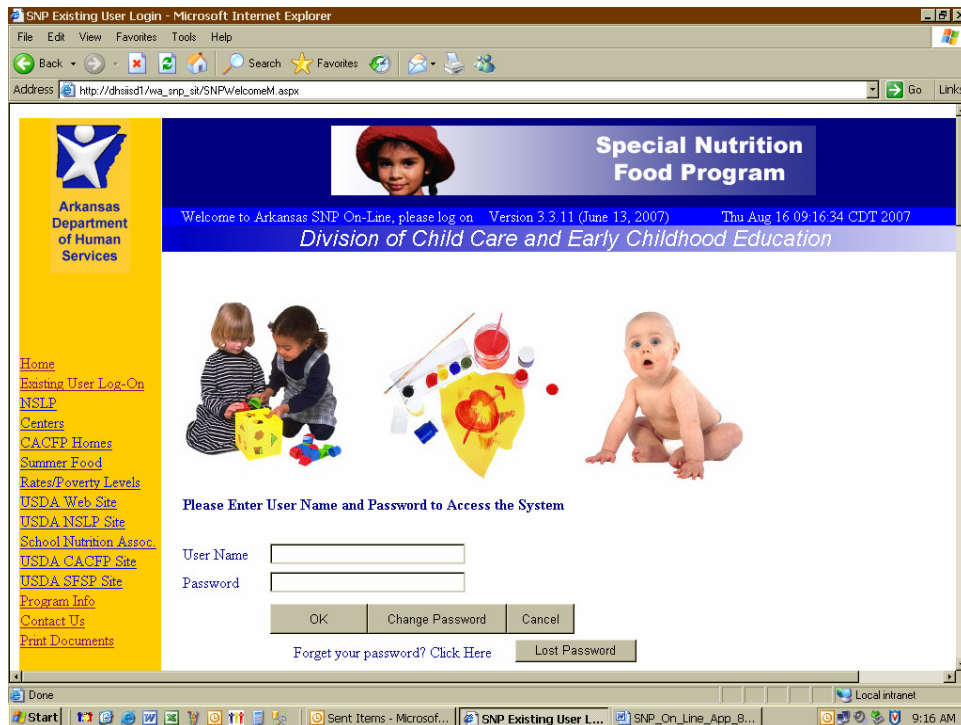 SNP Existing User Login - Microsoft Internet Explorer
File Edit View Favorites Tools Help
Back Search Favorites
Address http://dhsiisd1/wa_snp_sit/SNPWelcomeM.aspx Go Links
Arkansas
Department
of Human
Services
Special Nutrition
Food Program
Welcome to Arkansas SNP On-Line, please log on Version 3.3.11 (June 13, 2007) Thu Aug 16 09:16:34 CDT 2007
Division of Child Care and Early Childhood Education
Home
Existing User Log-On
NSLP
Centers
CACFP Homes
Summer Food
Rates/Poverty Levels
USDA Web Site
USDA NSLP Site
School Nutrition Assoc.
USDA CACFP Site
USDA SFSP Site
Program Info
Contact Us
Print Documents
Please Enter User Name and Password to Access the System
User Name
Password
OK Change Password Cancel
Forget your password? Click Here Lost Password
Done Local intranet
Start Sent Items - Microsof... SNP Existing User L... SNP_On_Line_App_8... 9:16 AM